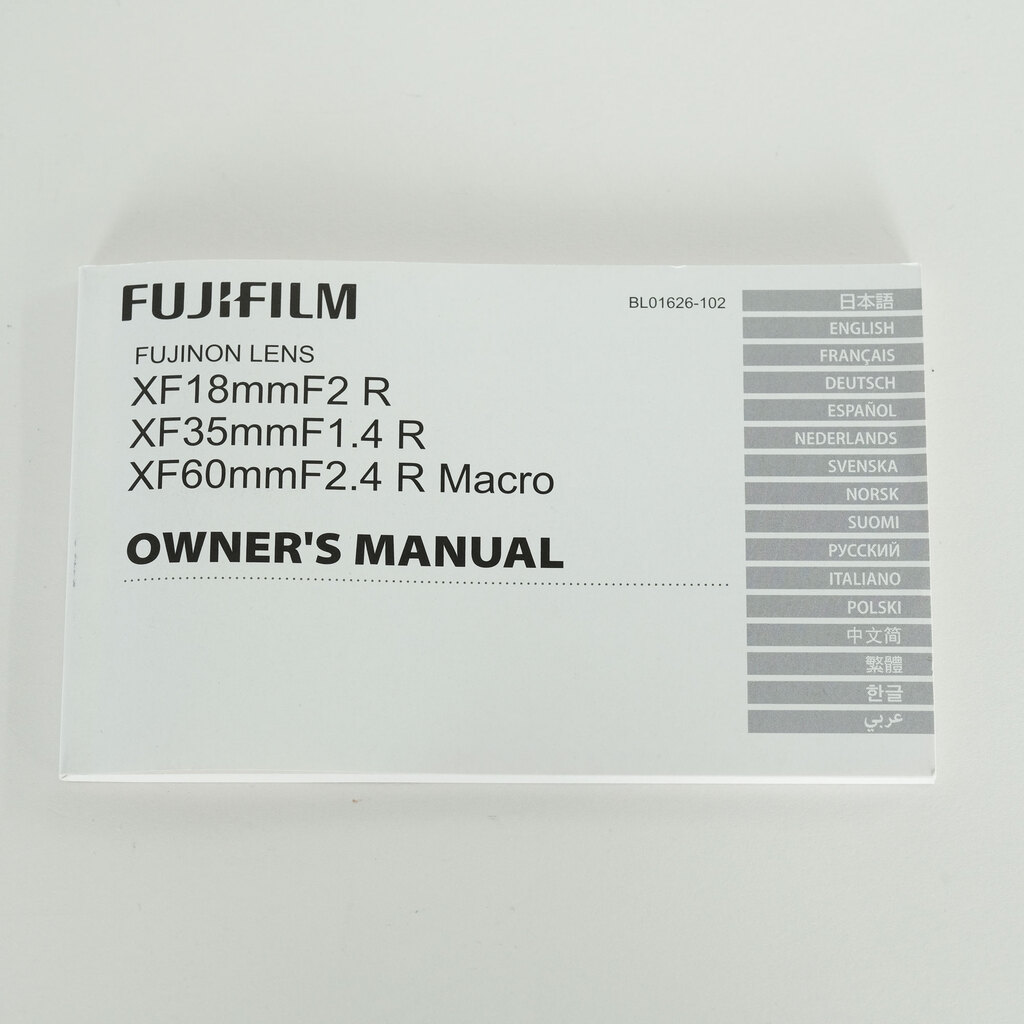 FUJIFILM
BL01626-102
FUJINON LENS
XF18mmF2 R
XF35mmF1.4 R
XF60mmF2.4 R Macro
OWNER'S MANUAL
日本語
ENGLISH
FRANÇAIS
DEUTSCH
ESPAÑOL
NEDERLANDS
SVENSKA
NORSK
SUOMI
РУССКИЙ
ITALIANO
POLSKI
中文简
繁體
한글
عربي